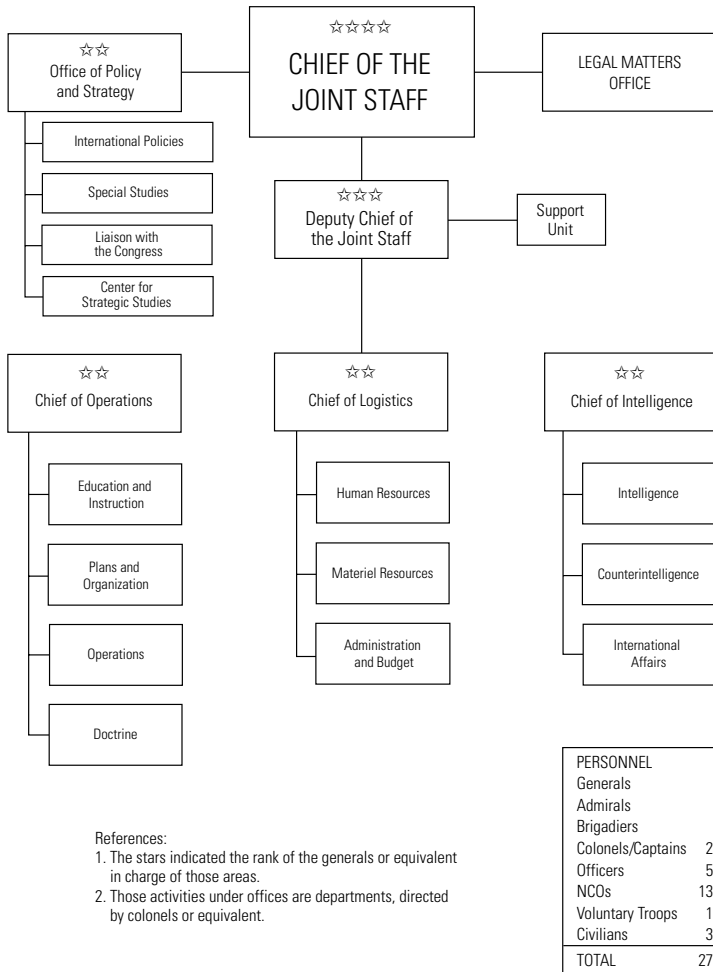 ☆☆☆☆
CHIEF OF THE
JOINT STAFF
☆☆
Office of Policy
and Strategy
LEGAL MATTERS
OFFICE
International Policies
Special Studies
Liaison with
the Congress
Center for
Strategic Studies
☆☆☆
Deputy Chief of
the Joint Staff
Support
Unit
☆☆
Chief of Operations
Education and
Instruction
Plans and
Organization
Operations
Doctrine
☆☆
Chief of Logistics
Human Resources
Materiel Resources
Administration
and Budget
☆☆
Chief of Intelligence
Intelligence
Counterintelligence
International
Affairs
References:
1. The stars indicated the rank of the generals or equivalent
in charge of those areas.
2. Those activities under offices are departments, directed
by colonels or equivalent.
PERSONNEL
Generals
Admirals
Brigadiers
Colonels/Captains 2
Officers 5
NCOs 13
Voluntary Troops 1
Civilians 3
TOTAL 27